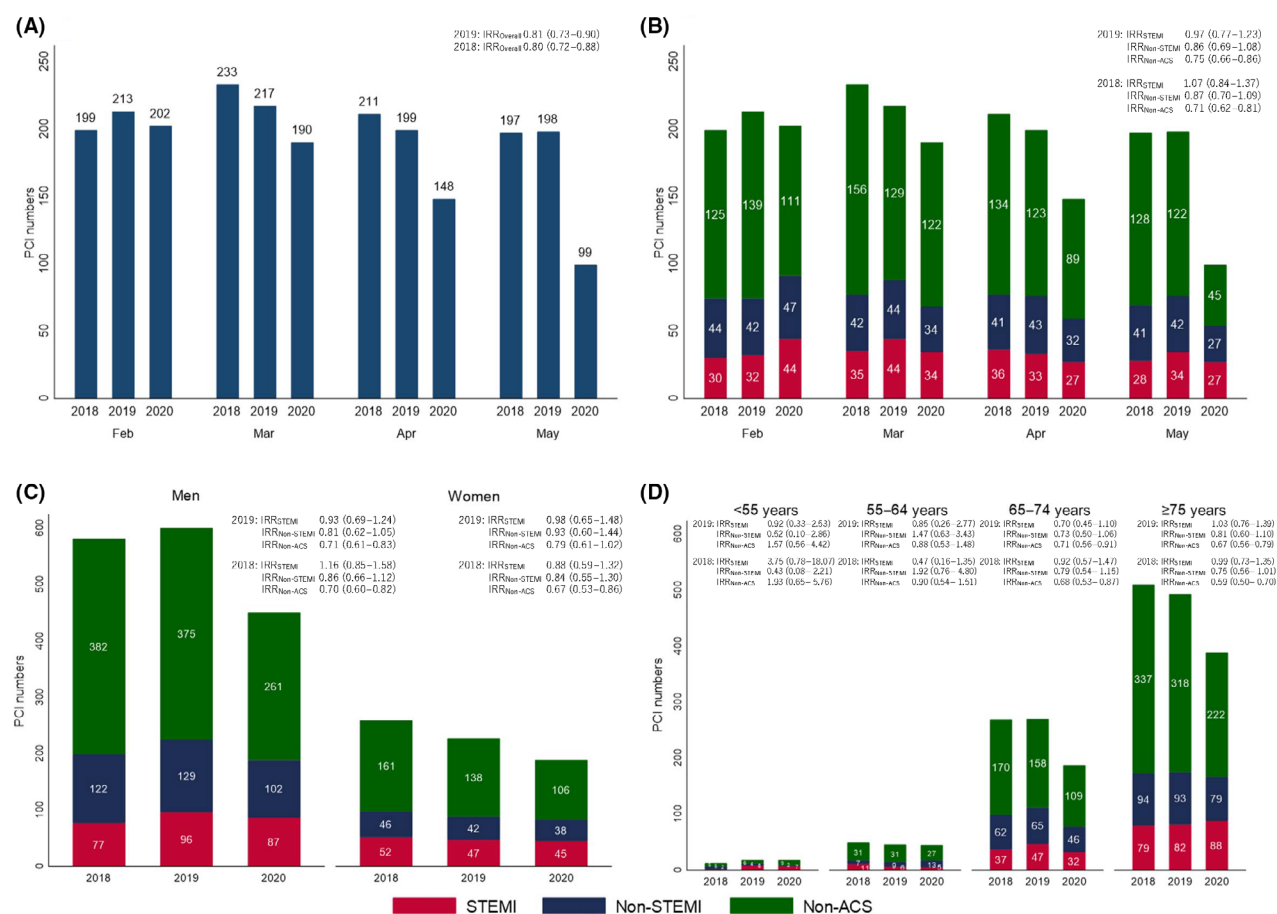 (A)
2019: IRROverall 0.81 (0.73–0.90)
2018: IRROverall 0.80 (0.72–0.88)
PCI numbers
0 50 100 150 200 250
199 213 202
233 217 190
211 199 148
197 198 99
2018 2019 2020 2018 2019 2020 2018 2019 2020 2018 2019 2020
Feb Mar Apr May
(B)
2019: IRRSTEMI 0.97 (0.77–1.23)
IRRNon-STEMI 0.86 (0.69–1.08)
IRRNon-ACS 0.75 (0.66–0.86)
2018: IRRSTEMI 1.07 (0.84–1.37)
IRRNon-STEMI 0.87 (0.70–1.09)
IRRNon-ACS 0.71 (0.62–0.81)
PCI numbers
0 50 100 150 200 250
125 139 111 156 129 122 134 123 89 128 122 45
44 42 47 42 44 34 41 43 32 41 42 27
30 32 44 35 44 34 36 33 27 28 34 27
2018 2019 2020 2018 2019 2020 2018 2019 2020 2018 2019 2020
Feb Mar Apr May
(C)
Men
2019: IRRSTEMI 0.93 (0.69–1.24)
IRRNon-STEMI 0.81 (0.62–1.05)
IRRNon-ACS 0.71 (0.61–0.83)
2018: IRRSTEMI 1.16 (0.85–1.58)
IRRNon-STEMI 0.86 (0.66–1.12)
IRRNon-ACS 0.70 (0.60–0.82)
Women
2019: IRRSTEMI 0.98 (0.65–1.48)
IRRNon-STEMI 0.93 (0.60–1.44)
IRRNon-ACS 0.79 (0.61–1.02)
2018: IRRSTEMI 0.88 (0.59–1.32)
IRRNon-STEMI 0.84 (0.55–1.30)
IRRNon-ACS 0.67 (0.53–0.86)
PCI numbers
0 100 200 300 400 500 600
382 375 261 161 138 106
122 129 102 46 42 38
77 96 87 52 47 45
2018 2019 2020 2018 2019 2020
(D)
<55 years
2019: IRRSTEMI 0.92 (0.33–2.53)
IRRNon-STEMI 0.52 (0.10–2.86)
IRRNon-ACS 1.57 (0.56–4.42)
2018: IRRSTEMI 3.75 (0.78–18.07)
IRRNon-STEMI 0.43 (0.08–2.21)
IRRNon-ACS 1.93 (0.65–5.76)
55–64 years
2019: IRRSTEMI 0.85 (0.26–2.77)
IRRNon-STEMI 1.47 (0.63–3.43)
IRRNon-ACS 0.88 (0.53–1.48)
2018: IRRSTEMI 0.47 (0.16–1.35)
IRRNon-STEMI 1.92 (0.76–4.80)
IRRNon-ACS 0.90 (0.54–1.51)
65–74 years
2019: IRRSTEMI 0.70 (0.45–1.10)
IRRNon-STEMI 0.73 (0.50–1.06)
IRRNon-ACS 0.71 (0.56–0.91)
2018: IRRSTEMI 0.92 (0.57–1.47)
IRRNon-STEMI 0.79 (0.54–1.15)
IRRNon-ACS 0.68 (0.53–0.87)
≥75 years
2019: IRRSTEMI 1.03 (0.76–1.39)
IRRNon-STEMI 0.81 (0.60–1.10)
IRRNon-ACS 0.67 (0.56–0.79)
2018: IRRSTEMI 0.99 (0.73–1.35)
IRRNon-STEMI 0.75 (0.56–1.01)
IRRNon-ACS 0.59 (0.50–0.70)
PCI numbers
0 100 200 300 400 500 600
31 31 27 170 158 109 337 318 222
7 9 13 62 65 46 94 93 79
11 37 47 32 79 82 88
2018 2019 2020 2018 2019 2020 2018 2019 2020 2018 2019 2020
STEMI Non-STEMI Non-ACS